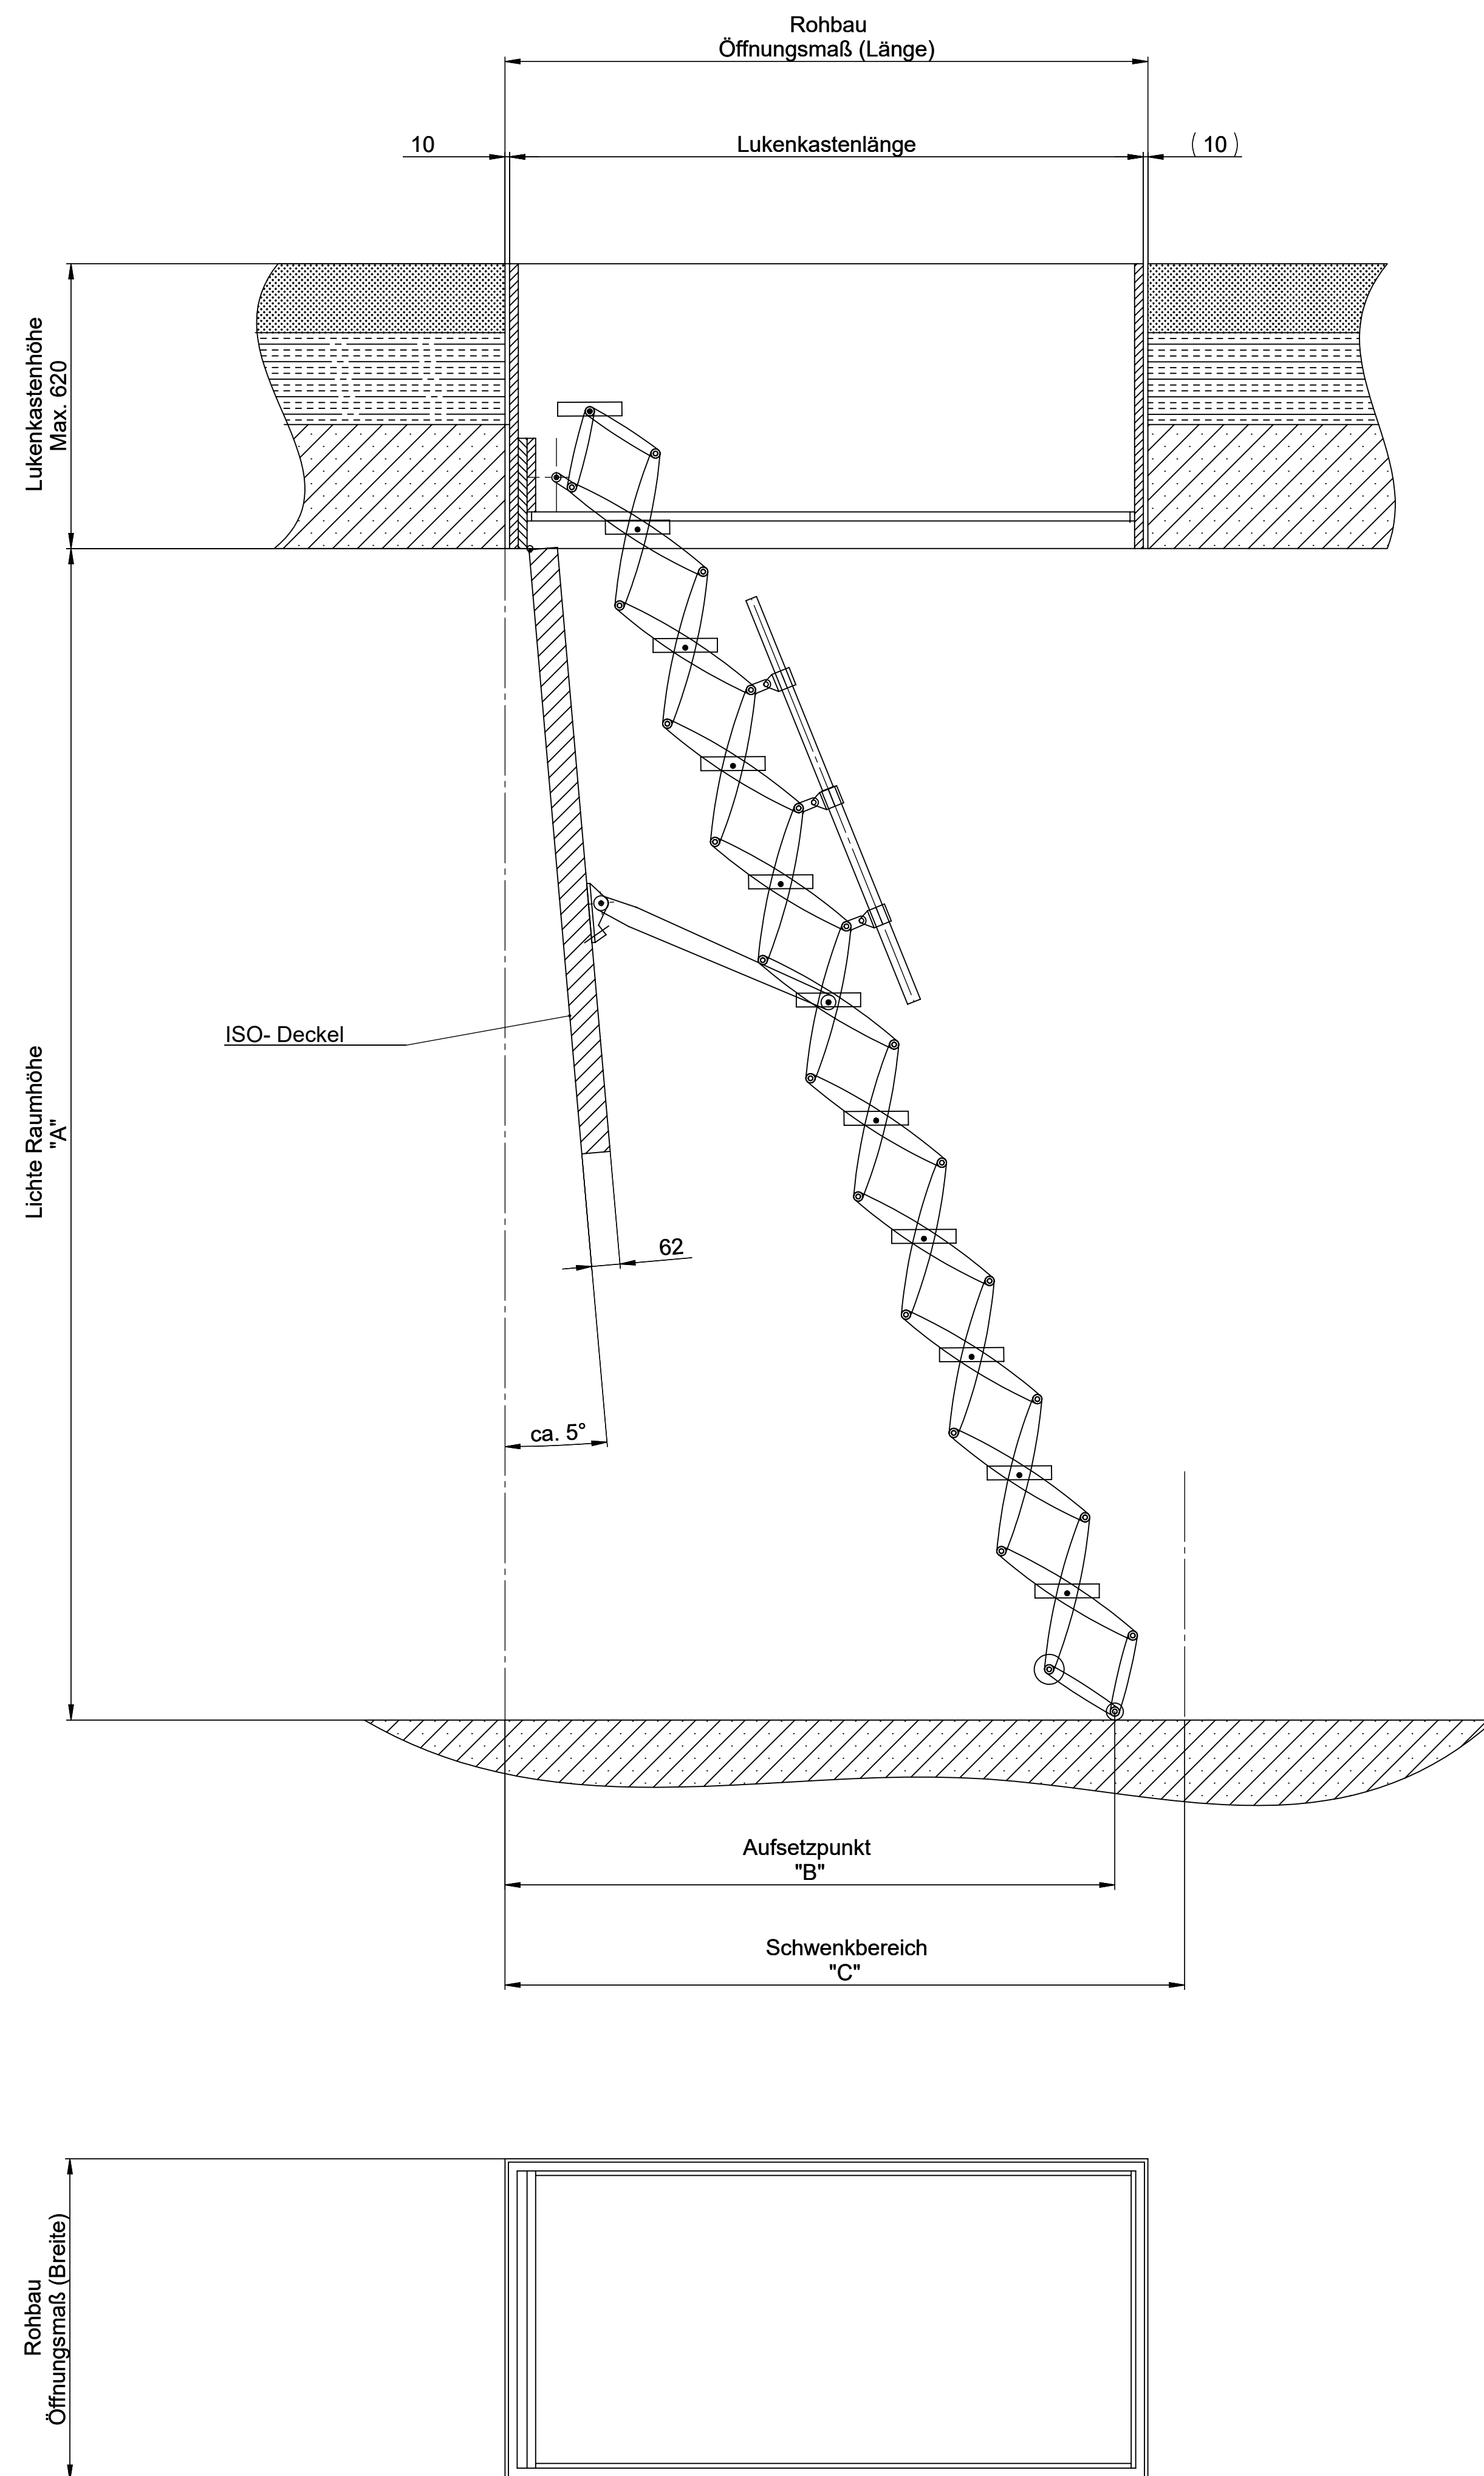 Rohbau
Öffnungsmaß (Länge)
10
Lukenkastenlänge
( 10 )
Lukenkastenhöhe
Max. 620
ISO- Deckel
Lichte Raumhöhe
"A"
62
ca. 5°
Aufsetzpunkt
"B"
Schwenkbereich
"C"
Rohbau
Öffnungsmaß (Breite)